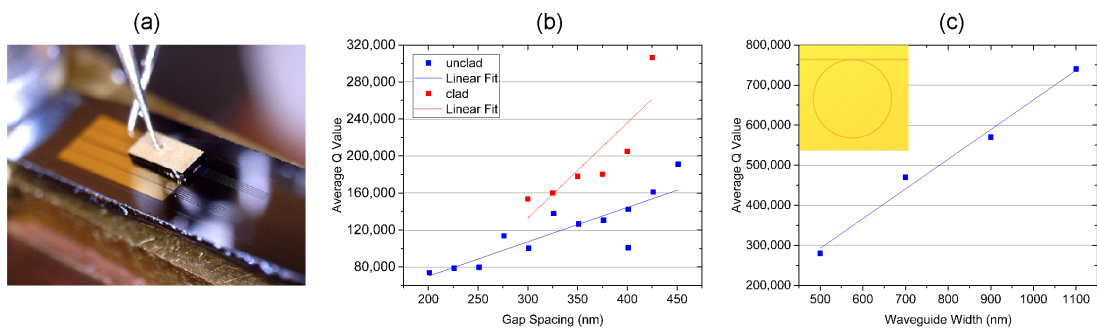 (a)
(b)
(c)
320,000
280,000
240,000
200,000
160,000
120,000
80,000
Average Q Value
unclad
Linear Fit
clad
Linear Fit
200 250 300 350 400 450
Gap Spacing (nm)
800,000
700,000
600,000
500,000
400,000
300,000
200,000
Average Q Value
500 600 700 800 900 1000 1100
Waveguide Width (nm)